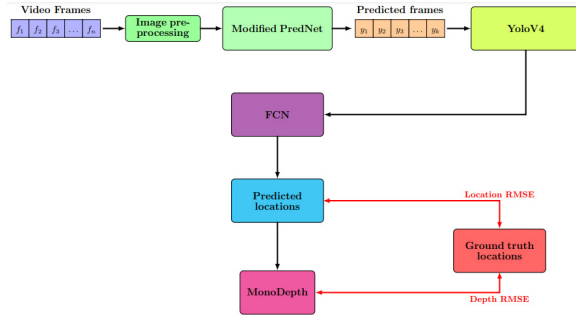 Video Frames
Predicted frames
f1 f2 f3 ... fn
Image pre-
processing
Modified PredNet
y1 y2 y3 ... yk
YoloV4
FCN
Predicted
locations
Location RMSE
Ground truth
locations
MonoDepth
Depth RMSE